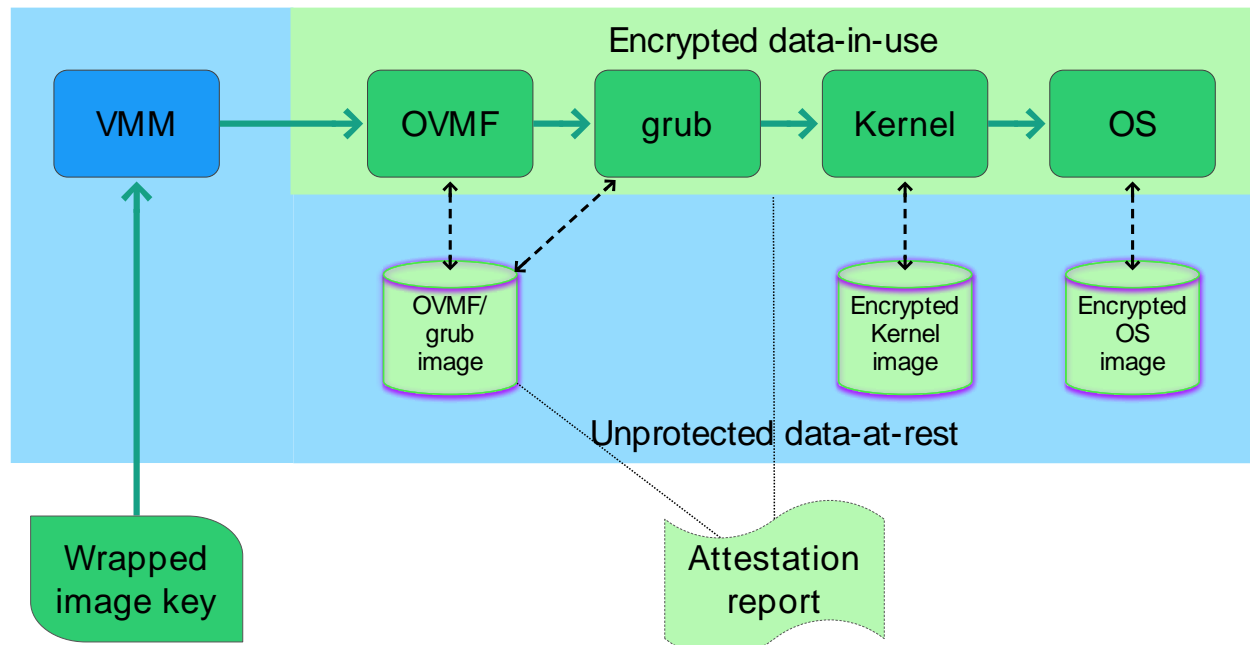 Encrypted data-in-use
VMM
OVMF
grub
Kernel
OS
OVMF/
grub
image
Encrypted
Kernel
image
Encrypted
OS
image
Unprotected data-at-rest
Wrapped
image key
Attestation
report